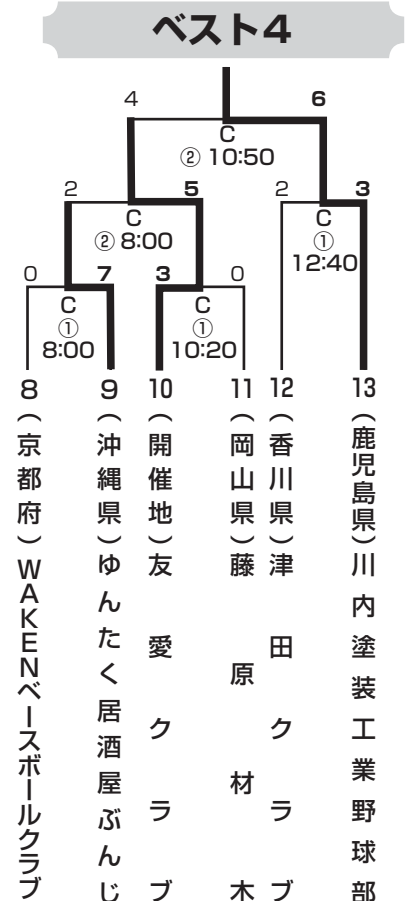 ベスト4
4 6
C
② 10:50
2 5 2 3
C
② 8:00
C
①
12:40
0 7 3 0
C
①
8:00
C
①
10:20
8（京都府）WAKENベースボールクラブ
9（沖縄県）ゆんたく居酒屋ぶんじ
10（開催地）友愛クラブ
11（岡山県）藤原材木
12（香川県）津田クラブ
13（鹿児島県）川内塗装工業野球部